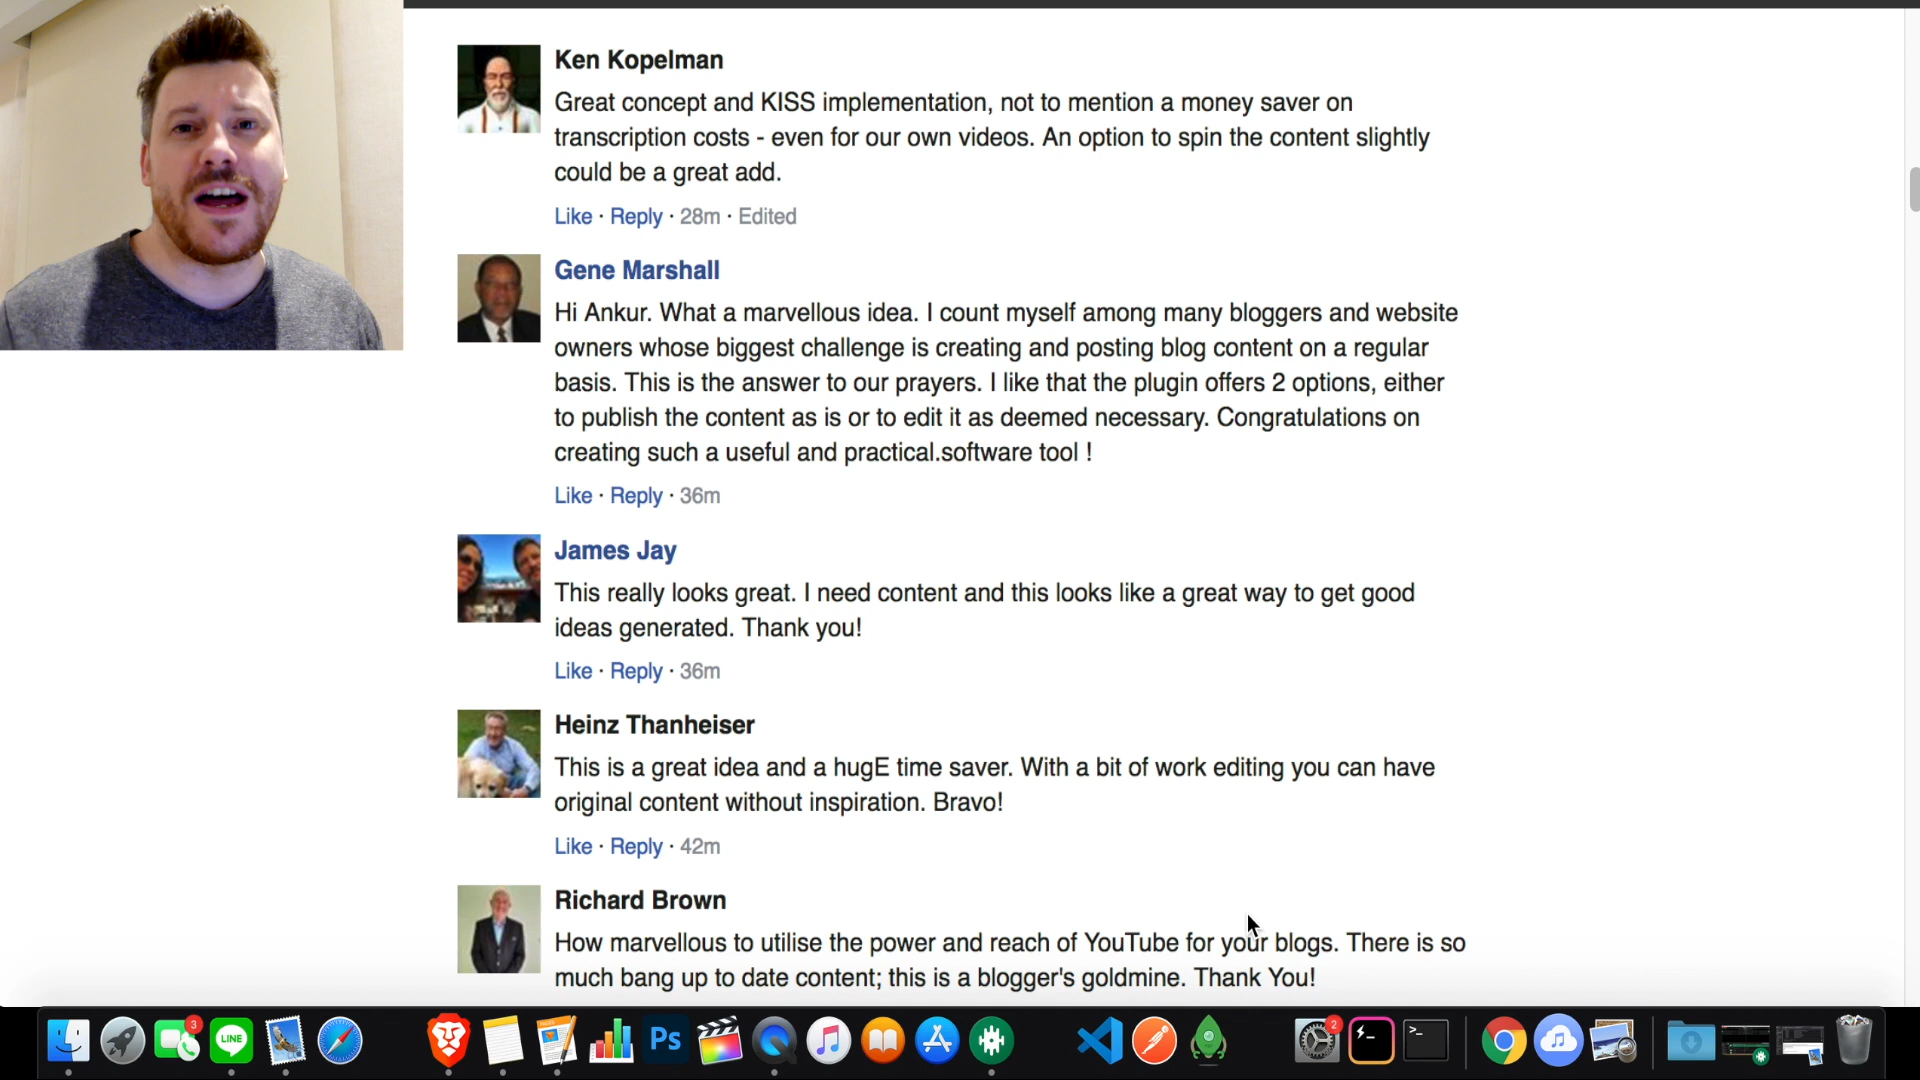 Ken Kopelman
Great concept and KISS implementation, not to mention a money saver on
transcription costs - even for our own videos. An option to spin the content slightly
could be a great add.
Like · Reply · 28m · Edited
Gene Marshall
Hi Ankur. What a marvellous idea. I count myself among many bloggers and website
owners whose biggest challenge is creating and posting blog content on a regular
basis. This is the answer to our prayers. I like that the plugin offers 2 options, either
to publish the content as is or to edit it as deemed necessary. Congratulations on
creating such a useful and practical.software tool !
Like · Reply · 36m
James Jay
This really looks great. I need content and this looks like a great way to get good
ideas generated. Thank you!
Like · Reply · 36m
Heinz Thanheiser
This is a great idea and a hugE time saver. With a bit of work editing you can have
original content without inspiration. Bravo!
Like · Reply · 42m
Richard Brown
How marvellous to utilise the power and reach of YouTube for your blogs. There is so
much bang up to date content; this is a blogger's goldmine. Thank You!
3
LINE
Ps
2